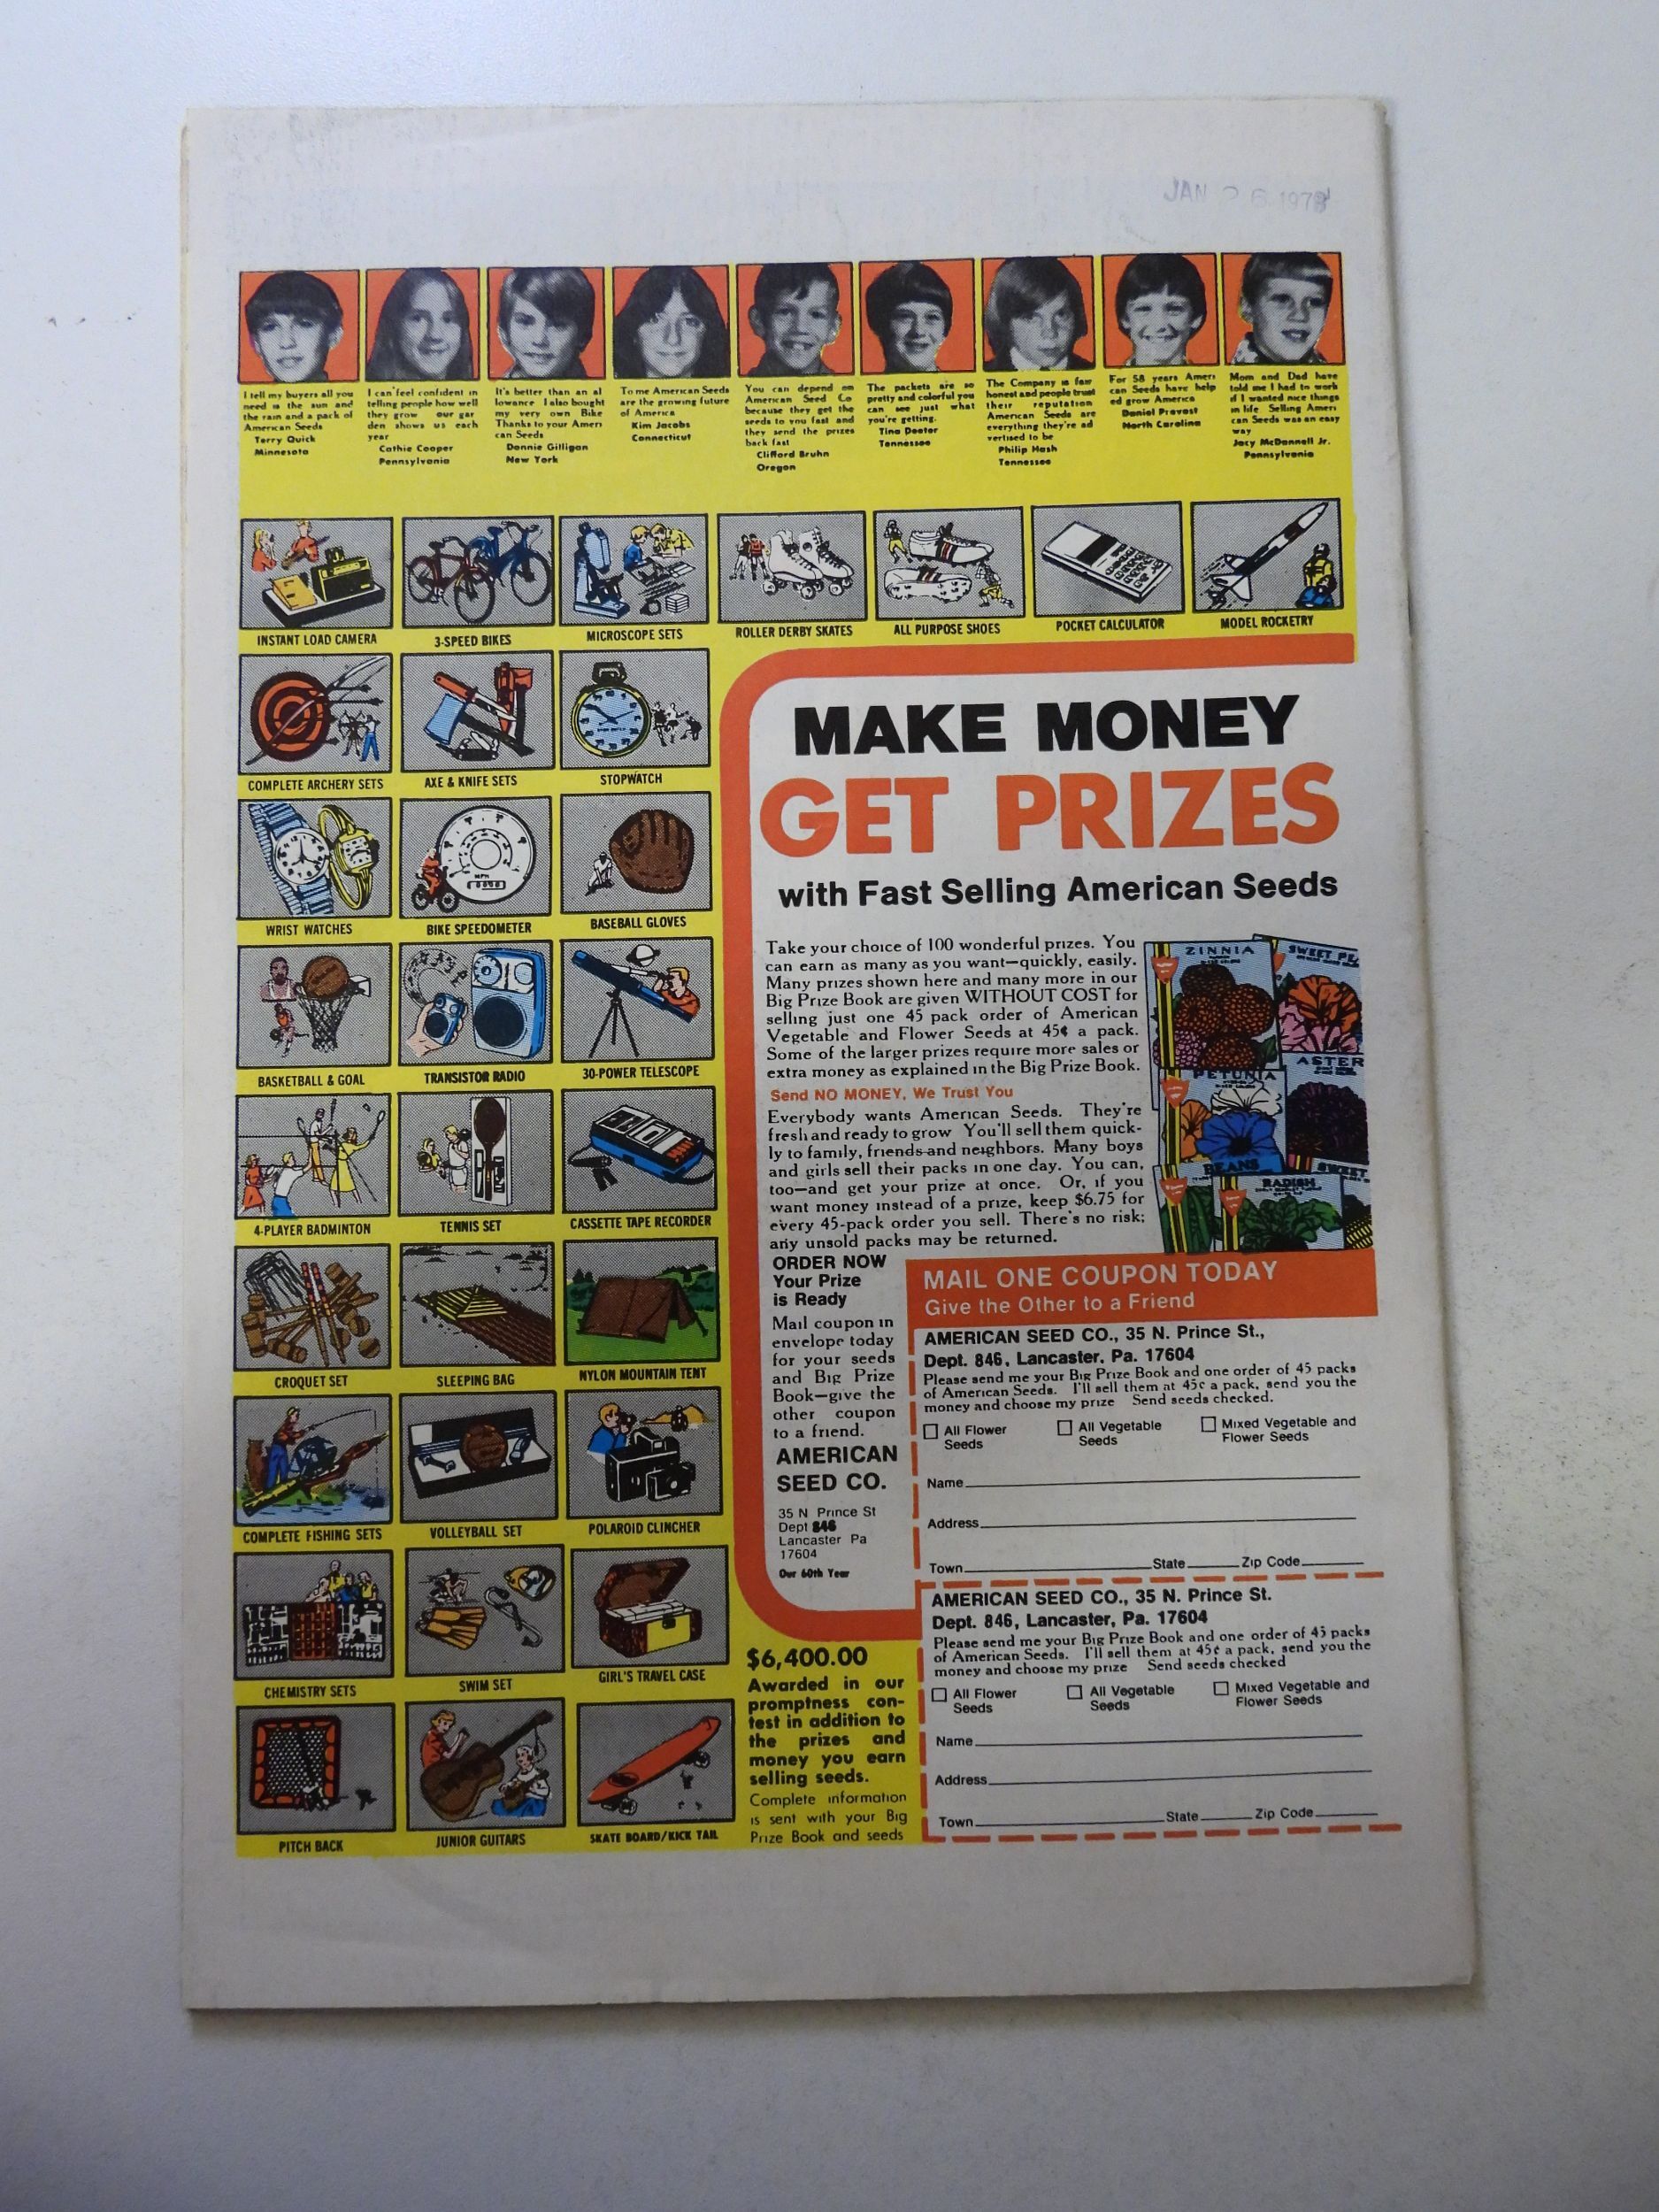 JAN 26 1978
I tell my buyers all you
need is the sun and
the rain and a pack of
American Seeds
Terry Quick
Minnesota
I can feel confident in
telling people how well
they grow our gar
den shows us each
year
Cathie Cooper
Pennsylvania
It's better than an al
lowance I also bought
my very own Bike
Thanks to your Ameri
can Seeds
Donnie Gilligan
New York
To me American Seeds
are the growing future
of America
Kim Jacobs
Connecticut
You can depend on
American Seed Co
because they get the
seeds to you fast and
they send the prizes
back fast
Clifford Bruhn
Oregon
The packets are so
pretty and colorful you
can see just what
you're getting.
Tina Deeter
Tennessee
The Company is fair
honest and people trust
their reputation
American Seeds are
everything they're ad
vertised to be
Philip Hash
Tennessee
For 58 years Ameri
can Seeds have help
ed grow America
Daniel Prevost
North Carolina
Mom and Dad have
told me I had to work
if I wanted nice things
in life Selling Ameri
can Seeds was an easy
way
Jacy McDonnell Jr.
Pennsylvania
INSTANT LOAD CAMERA
3-SPEED BIKES
MICROSCOPE SETS
ROLLER DERBY SKATES
ALL PURPOSE SHOES
POCKET CALCULATOR
MODEL ROCKETRY
COMPLETE ARCHERY SETS
AXE & KNIFE SETS
STOPWATCH
WRIST WATCHES
MPH
BIKE SPEEDOMETER
BASEBALL GLOVES
BASKETBALL & GOAL
TRANSISTOR RADIO
30-POWER TELESCOPE
4-PLAYER BADMINTON
TENNIS SET
CASSETTE TAPE RECORDER
CROQUET SET
SLEEPING BAG
NYLON MOUNTAIN TENT
COMPLETE FISHING SETS
VOLLEYBALL SET
POLAROID CLINCHER
CHEMISTRY SETS
SWIM SET
GIRL'S TRAVEL CASE
PITCH BACK
JUNIOR GUITARS
SKATE BOARD/KICK TAIL
MAKE MONEY
GET PRIZES
with Fast Selling American Seeds
Take your choice of 100 wonderful prizes. You
can earn as many as you want—quickly, easily.
Many prizes shown here and many more in our
Big Prize Book are given WITHOUT COST for
selling just one 45 pack order of American
Vegetable and Flower Seeds at 45¢ a pack.
Some of the larger prizes require more sales or
extra money as explained in the Big Prize Book.
Send NO MONEY, We Trust You
Everybody wants American Seeds. They're
fresh and ready to grow You'll sell them quick-
ly to family, friends and neighbors. Many boys
and girls sell their packs in one day. You can,
too—and get your prize at once. Or, if you
want money instead of a prize, keep $6.75 for
every 45-pack order you sell. There's no risk;
any unsold packs may be returned.
ZINNIA
SWEET PE
ASTER
PETUNIA
BEANS
RADISH
SWEET
ORDER NOW
Your Prize
is Ready
Mail coupon in
envelope today
for your seeds
and Big Prize
Book—give the
other coupon
to a friend.
AMERICAN
SEED CO.
35 N Prince St
Dept 846
Lancaster Pa
17604
Our 60th Year
MAIL ONE COUPON TODAY
Give the Other to a Friend
AMERICAN SEED CO., 35 N. Prince St.,
Dept. 846, Lancaster, Pa. 17604
Please send me your Big Prize Book and one order of 45 packs
of American Seeds. I'll sell them at 45¢ a pack, send you the
money and choose my prize Send seeds checked.
All Flower
Seeds
All Vegetable
Seeds
Mixed Vegetable and
Flower Seeds
Name
Address
Town State Zip Code
AMERICAN SEED CO., 35 N. Prince St.
Dept. 846, Lancaster, Pa. 17604
Please send me your Big Prize Book and one order of 45 packs
of American Seeds. I'll sell them at 45¢ a pack, send you the
money and choose my prize Send seeds checked
All Flower
Seeds
All Vegetable
Seeds
Mixed Vegetable and
Flower Seeds
Name
Address
Town State Zip Code
$6,400.00
Awarded in our
promptness con-
test in addition to
the prizes and
money you earn
selling seeds.
Complete information
is sent with your Big
Prize Book and seeds